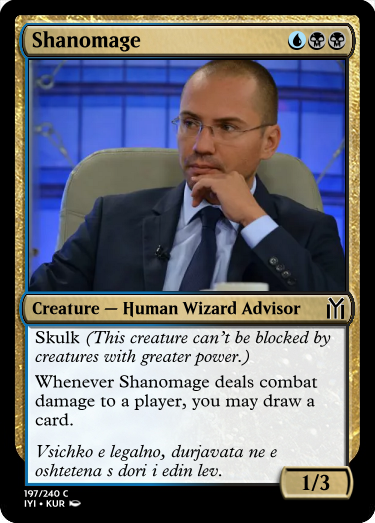 Shanomage
Creature — Human Wizard Advisor
Skulk (This creature can't be blocked by
creatures with greater power.)
Whenever Shanomage deals combat
damage to a player, you may draw a
card.
Vsichko e legalno, durjavata ne e
oshtetena s dori i edin lev.
1/3
197/240 C
IYI • KUR